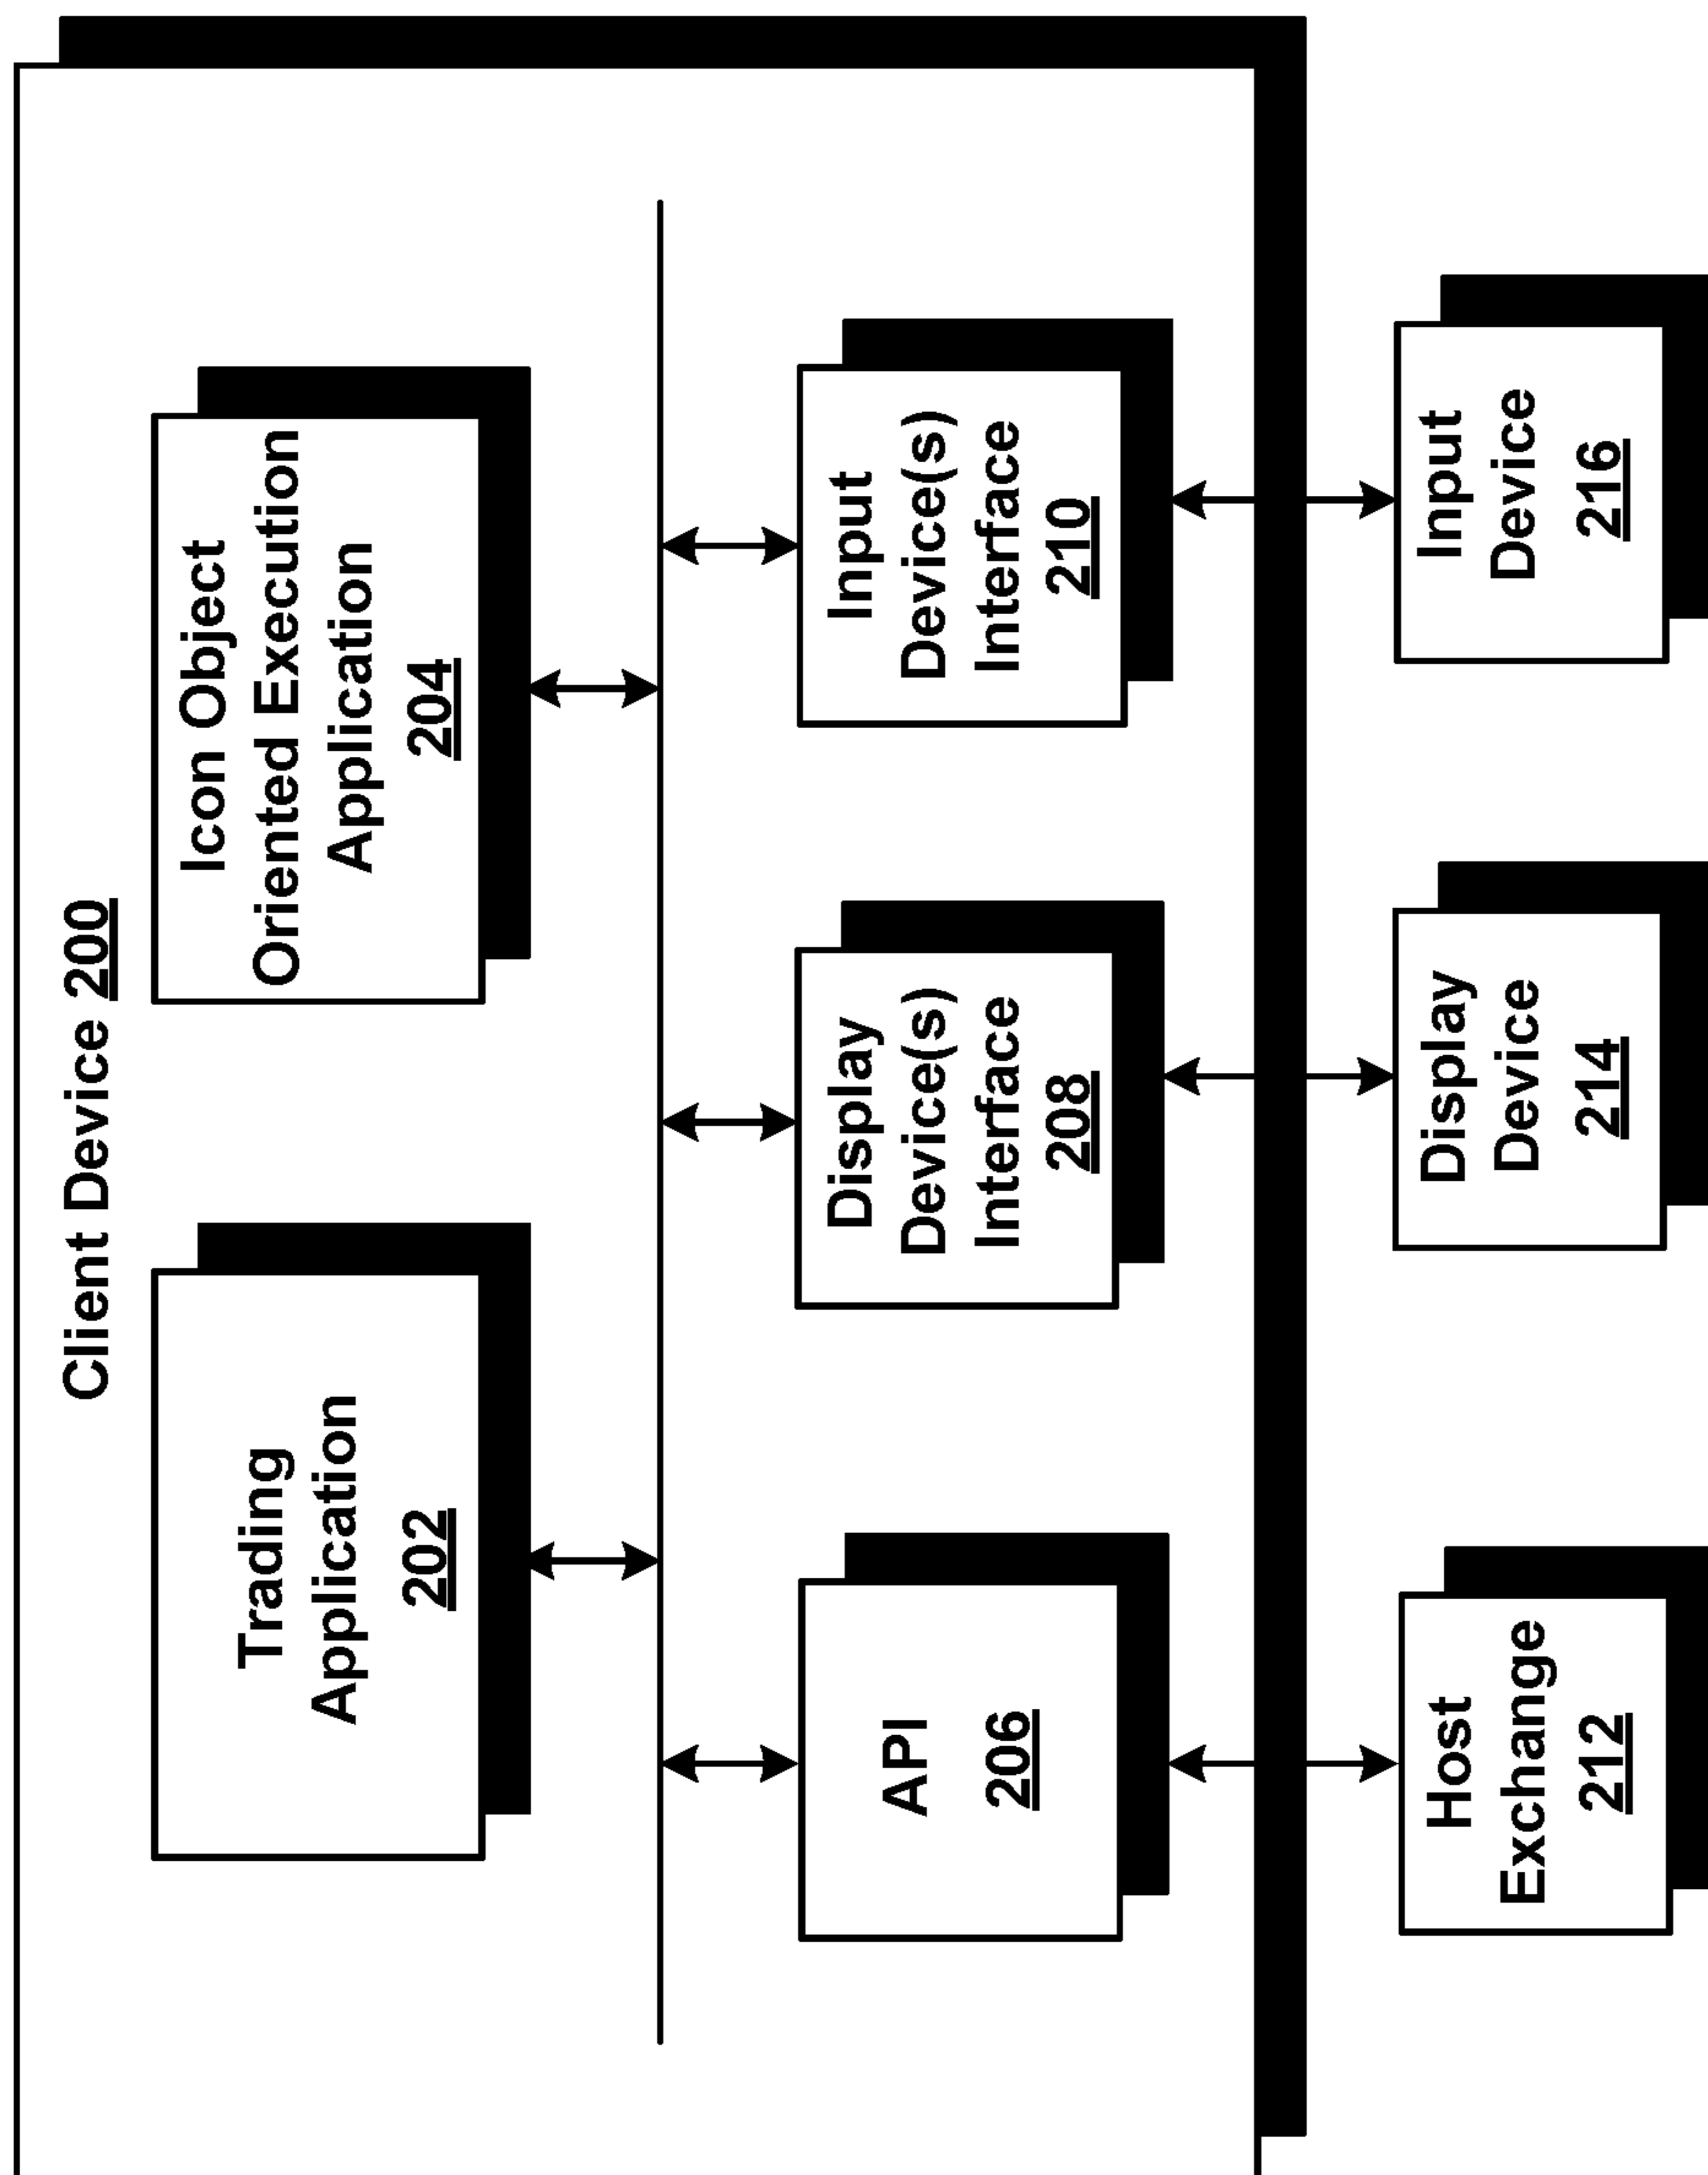 Client Device 200
Trading
Application
202
Icon Object
Oriented Execution
Application
204
API
206
Display
Device(s)
Interface
208
Input
Device(s)
Interface
210
Host
Exchange
212
Display
Device
214
Input
Device
216